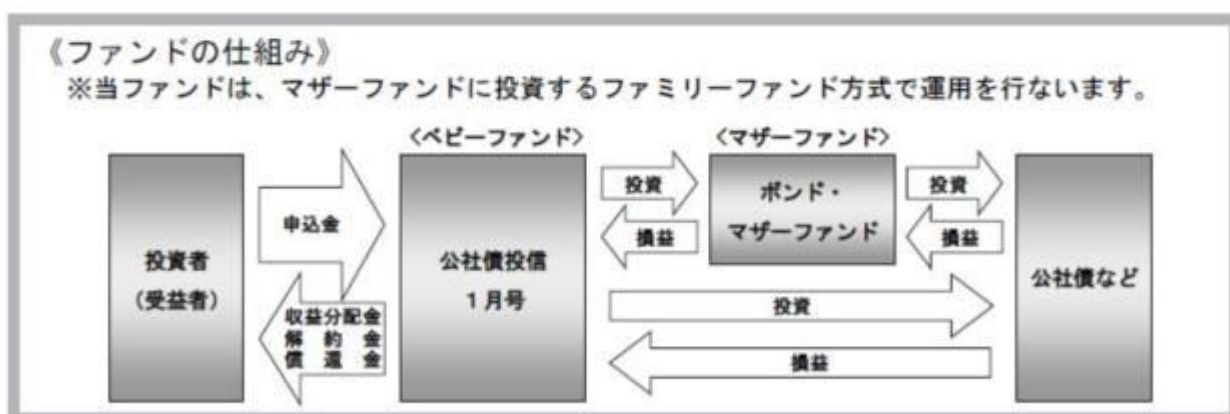 《ファンドの仕組み》
※当ファンドは、マザーファンドに投資するファミリーファンド方式で運用を行ないます。
〈ベビーファンド〉
〈マザーファンド〉
投資者
（受益者）
申込金
収益分配金
解約金
償還金
公社債投信
1月号
投資
損益
ボンド・
マザーファンド
投資
損益
投資
損益
公社債など